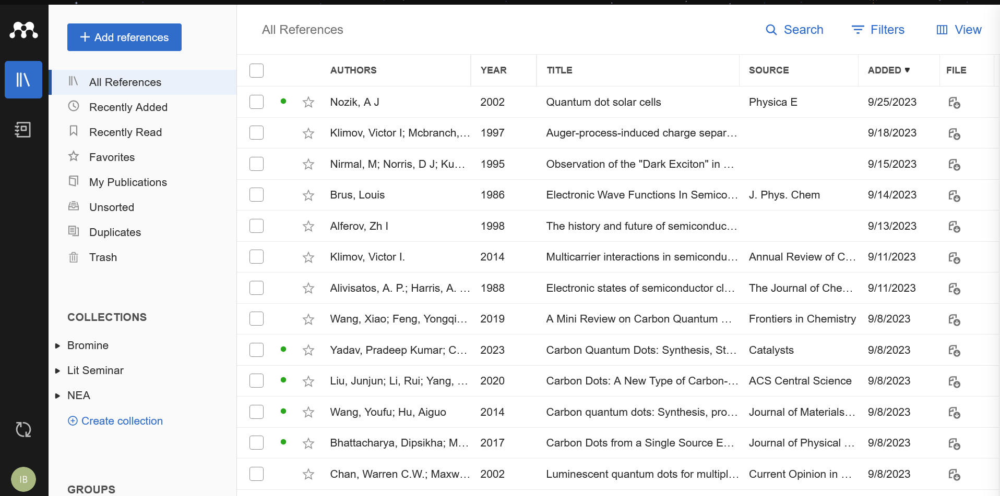 Add references
All References
Recently Added
Recently Read
Favorites
My Publications
Unsorted
Duplicates
Trash
COLLECTIONS
Bromine
Lit Seminar
NEA
Create collection
GROUPS
IB
All References
Search Filters View
AUTHORS YEAR TITLE SOURCE ADDED FILE
Nozik, A J 2002 Quantum dot solar cells Physica E 9/25/2023
Klimov, Victor I; Mcbranch,... 1997 Auger-process-induced charge separ... 9/18/2023
Nirmal, M; Norris, D J; Ku... 1995 Observation of the "Dark Exciton" in ... 9/15/2023
Brus, Louis 1986 Electronic Wave Functions In Semico... J. Phys. Chem 9/14/2023
Alferov, Zh I 1998 The history and future of semiconduc... 9/13/2023
Klimov, Victor I. 2014 Multicarrier interactions in semicondu... Annual Review of C... 9/11/2023
Alivisatos, A. P.; Harris, A. ... 1988 Electronic states of semiconductor cl... The Journal of Che... 9/11/2023
Wang, Xiao; Feng, Yongqi... 2019 A Mini Review on Carbon Quantum ... Frontiers in Chemistry 9/8/2023
Yadav, Pradeep Kumar; C... 2023 Carbon Quantum Dots: Synthesis, St... Catalysts 9/8/2023
Liu, Junjun; Li, Rui; Yang, ... 2020 Carbon Dots: A New Type of Carbon-... ACS Central Science 9/8/2023
Wang, Youfu; Hu, Aiguo 2014 Carbon quantum dots: Synthesis, pro... Journal of Materials... 9/8/2023
Bhattacharya, Dipsikha; M... 2017 Carbon Dots from a Single Source E... Journal of Physical ... 9/8/2023
Chan, Warren C.W.; Maxw... 2002 Luminescent quantum dots for multipl... Current Opinion in ... 9/8/2023